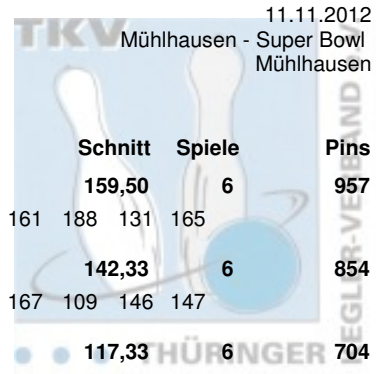 11.11.2012
TKV
Mühlhausen - Super Bowl
Mühlhausen
Schnitt Spiele Pins
159,50 6 957
161 188 131 165
142,33 6 854
167 109 146 147
117,33 6 704
THÜRINGER
KEGLER-VERBAND